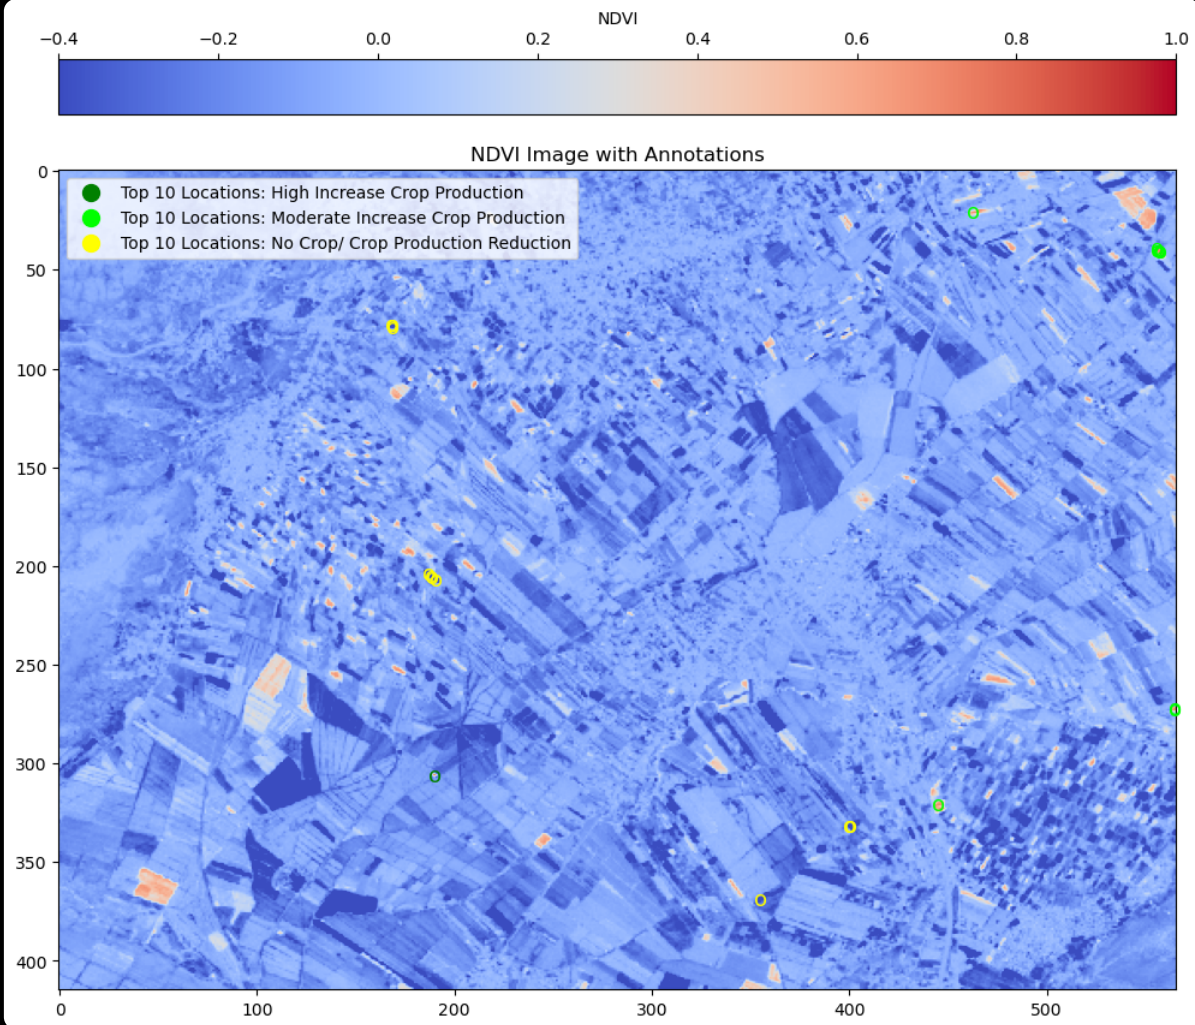 NDVI
−0.4 −0.2 0.0 0.2 0.4 0.6 0.8 1.0
NDVI Image with Annotations
Top 10 Locations: High Increase Crop Production
Top 10 Locations: Moderate Increase Crop Production
Top 10 Locations: No Crop/ Crop Production Reduction
0
50
100
150
200
250
300
350
400
0 100 200 300 400 500